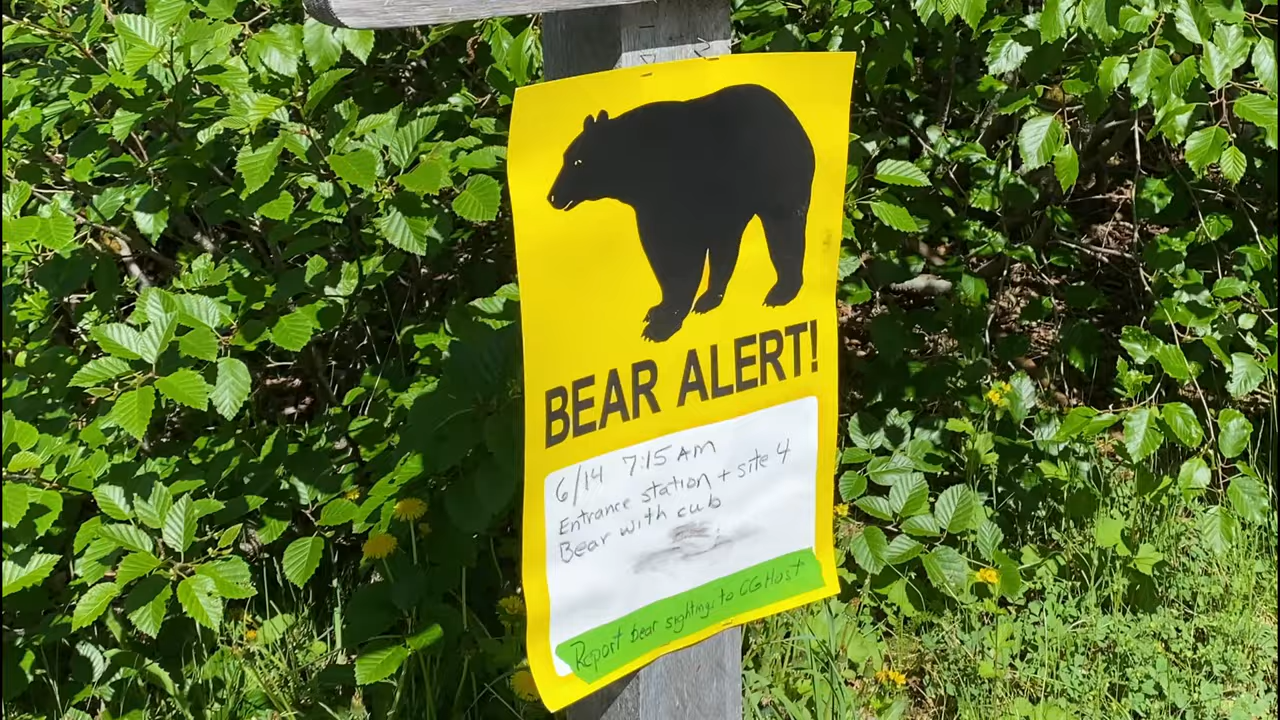 BEAR ALERT!
6/14 7:15 AM
Entrance station + site 4
Bear with cub
Report bear sightings to CG Host